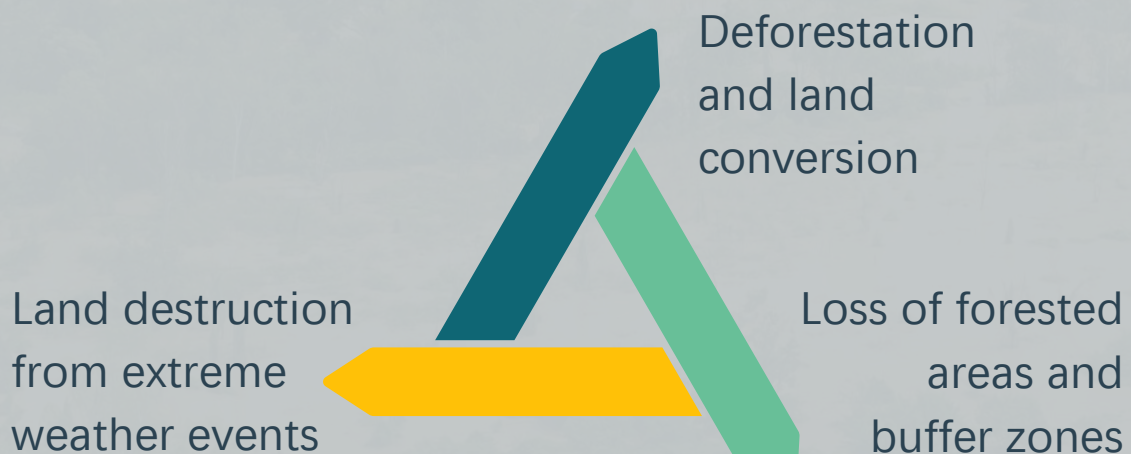 Deforestation
and land
conversion
Land destruction
from extreme
weather events
Loss of forested
areas and
buffer zones